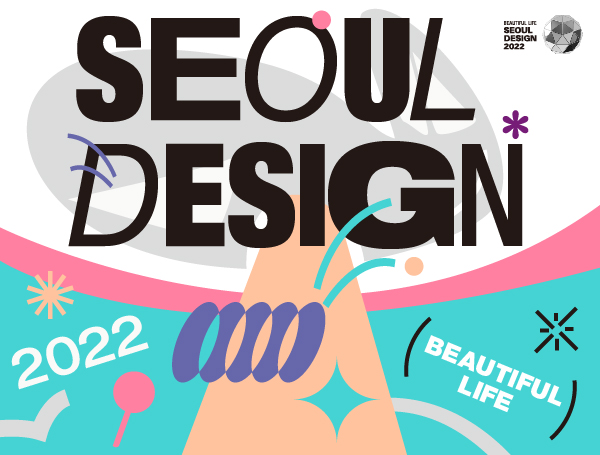 SEOUL
DESIGN
BEAUTIFUL LIFE
SEOUL
DESIGN
2022
2022
BEAUTIFUL
LIFE